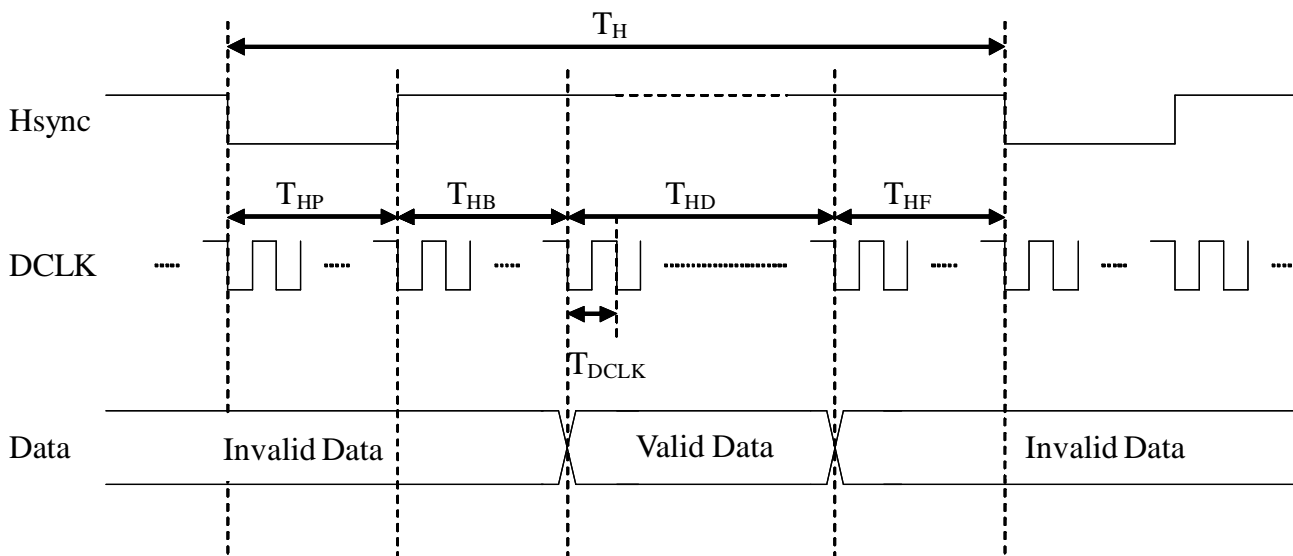 TH
Hsync
THP THB THD THF
DCLK
TDCLK
Data Invalid Data Valid Data Invalid Data